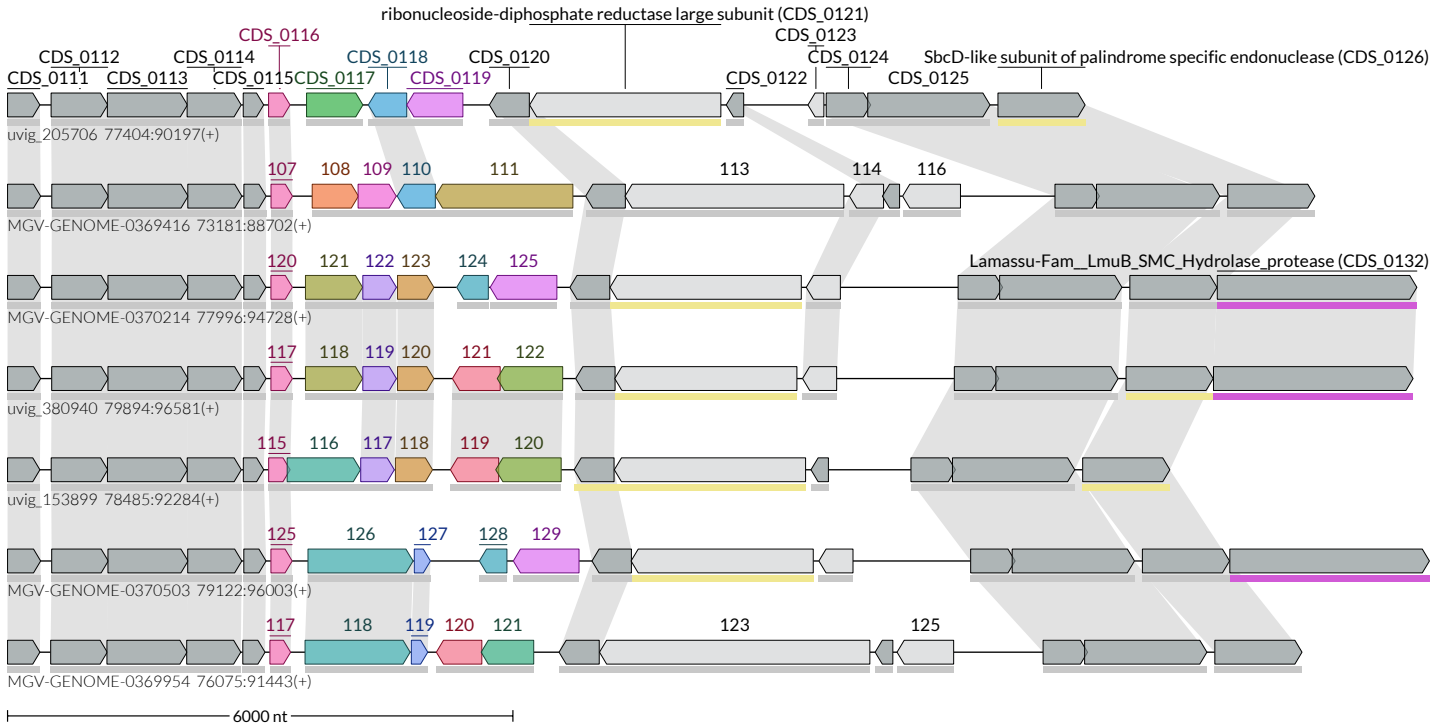 ribonucleoside-diphosphate reductase large subunit (CDS_0121)
CDS_0116 CDS_0123
CDS_0112 CDS_0114 CDS_0118 CDS_0120 CDS_0124 SbcD-like subunit of palindrome specific endonuclease (CDS_0126)
CDS_0111 CDS_0113 CDS_0115 CDS_0117 CDS_0119 CDS_0122 CDS_0125
uvig_205706 77404:90197(+)
107 108 109 110 111 113 114 116
MGV-GENOME-0369416 73181:88702(+)
120 121 122 123 124 125 Lamassu-Fam__LmuB_SMC_Hydrolase_protease (CDS_0132)
MGV-GENOME-0370214 77996:94728(+)
117 118 119 120 121 122
uvig_380940 79894:96581(+)
115 116 117 118 119 120
uvig_153899 78485:92284(+)
125 126 127 128 129
MGV-GENOME-0370503 79122:96003(+)
117 118 119 120 121 123 125
MGV-GENOME-0369954 76075:91443(+)
6000 nt